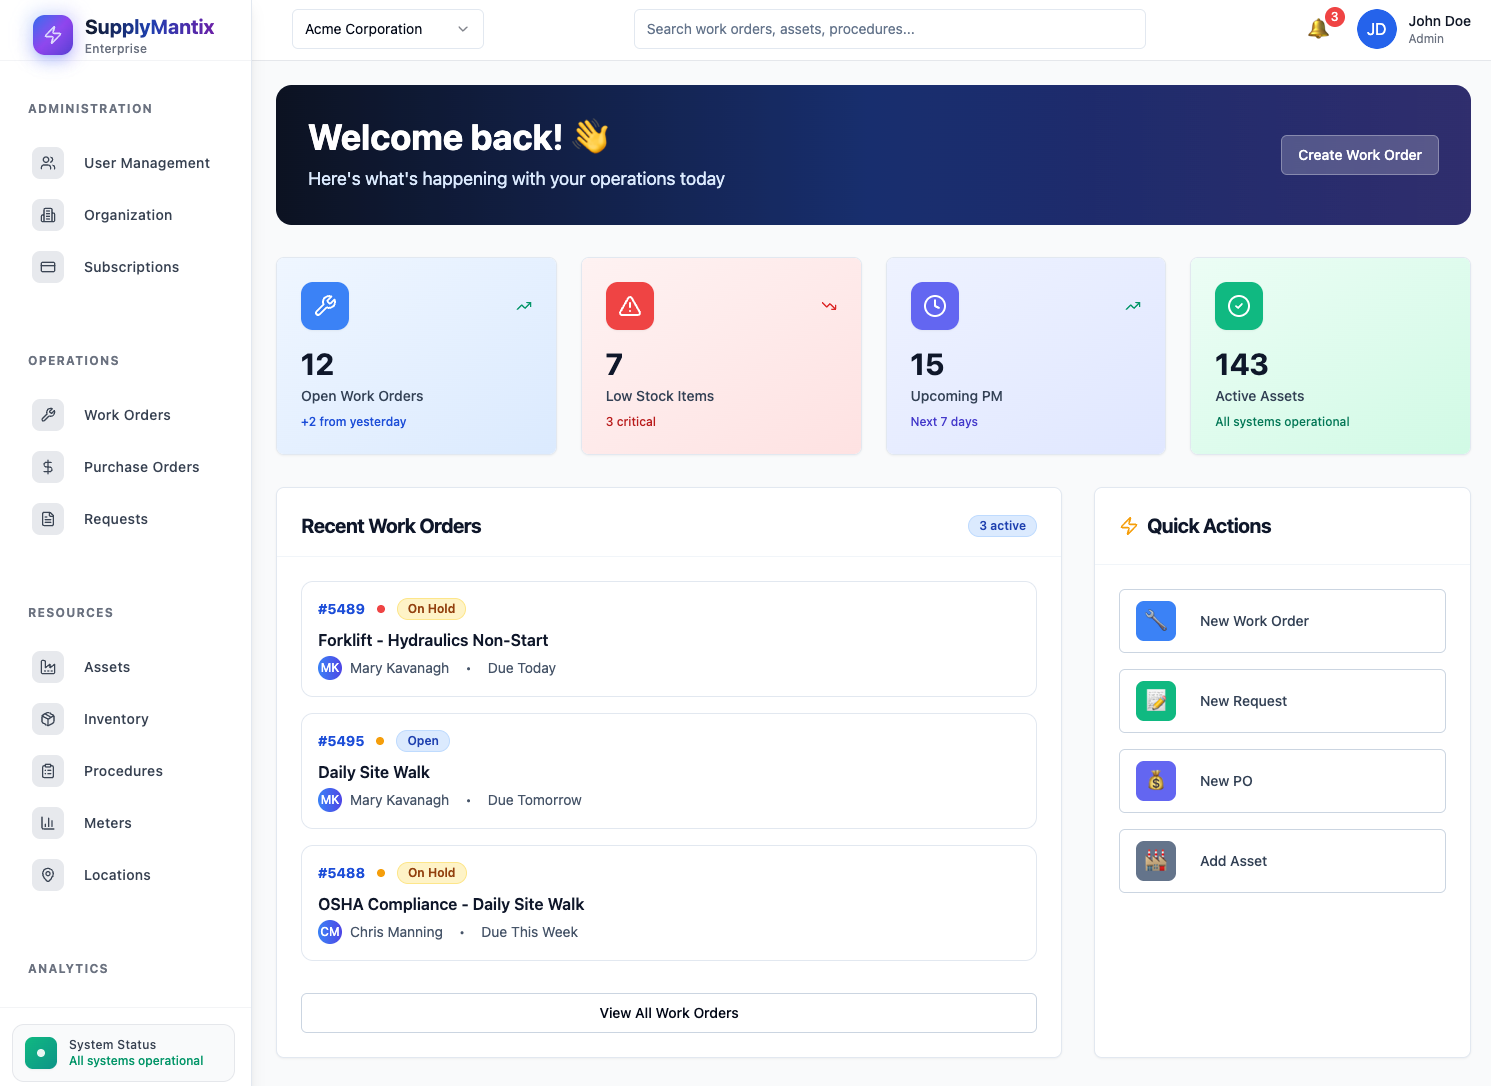 SupplyMantix
Enterprise
Acme Corporation
Search work orders, assets, procedures...
3
JD
John Doe
Admin
ADMINISTRATION
User Management
Organization
Subscriptions
OPERATIONS
Work Orders
Purchase Orders
Requests
RESOURCES
Assets
Inventory
Procedures
Meters
Locations
ANALYTICS
System Status
All systems operational
Welcome back! 👋
Here's what's happening with your operations today
Create Work Order
12
Open Work Orders
+2 from yesterday
7
Low Stock Items
3 critical
15
Upcoming PM
Next 7 days
143
Active Assets
All systems operational
Recent Work Orders
3 active
#5489 On Hold
Forklift - Hydraulics Non-Start
MK Mary Kavanagh • Due Today
#5495 Open
Daily Site Walk
MK Mary Kavanagh • Due Tomorrow
#5488 On Hold
OSHA Compliance - Daily Site Walk
CM Chris Manning • Due This Week
View All Work Orders
Quick Actions
New Work Order
New Request
New PO
Add Asset